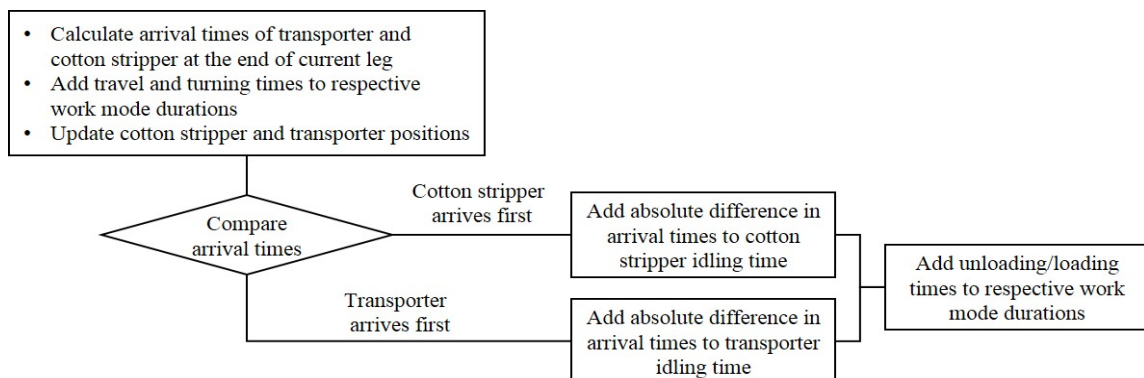 • Calculate arrival times of transporter and
cotton stripper at the end of current leg
• Add travel and turning times to respective
work mode durations
• Update cotton stripper and transporter positions
Compare
arrival times
Cotton stripper
arrives first
Add absolute difference in
arrival times to cotton
stripper idling time
Transporter
arrives first
Add absolute difference in
arrival times to transporter
idling time
Add unloading/loading
times to respective work
mode durations